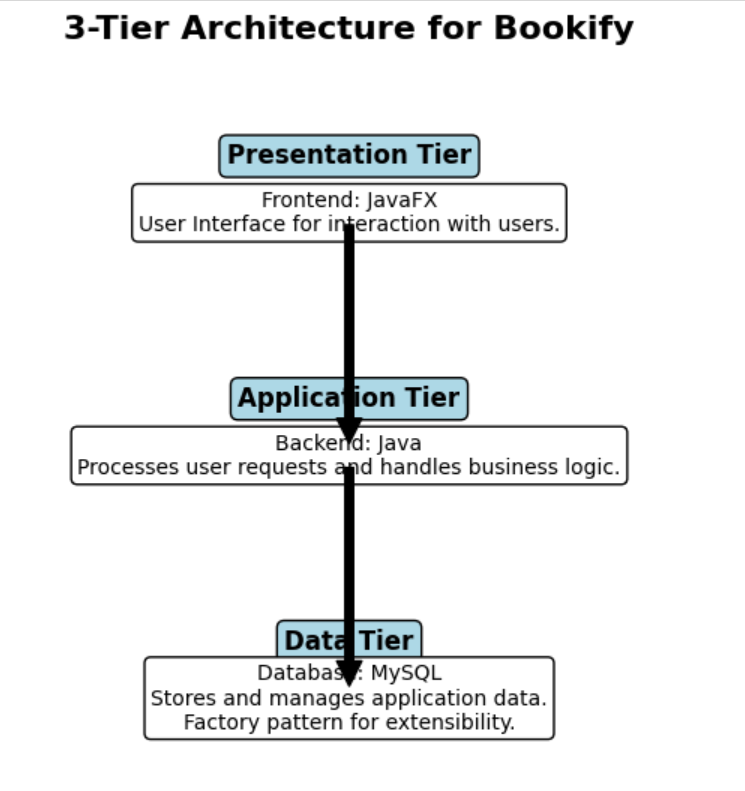 3-Tier Architecture for Bookify
Presentation Tier
Frontend: JavaFX
User Interface for interaction with users.
Application Tier
Backend: Java
Processes user requests and handles business logic.
Data Tier
Database: MySQL
Stores and manages application data.
Factory pattern for extensibility.